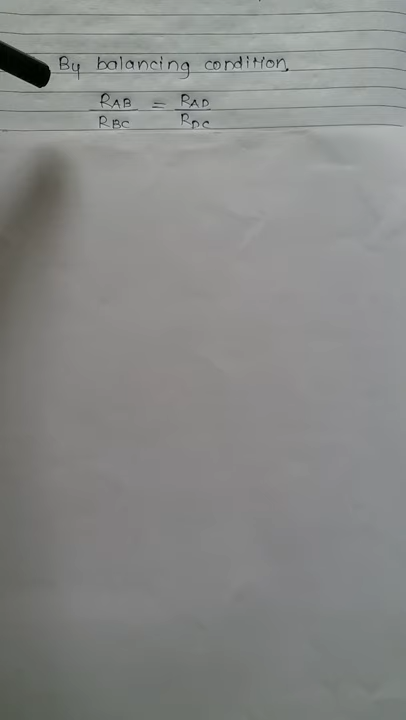 By balancing condition,
RAB = RAD
RBC RDC